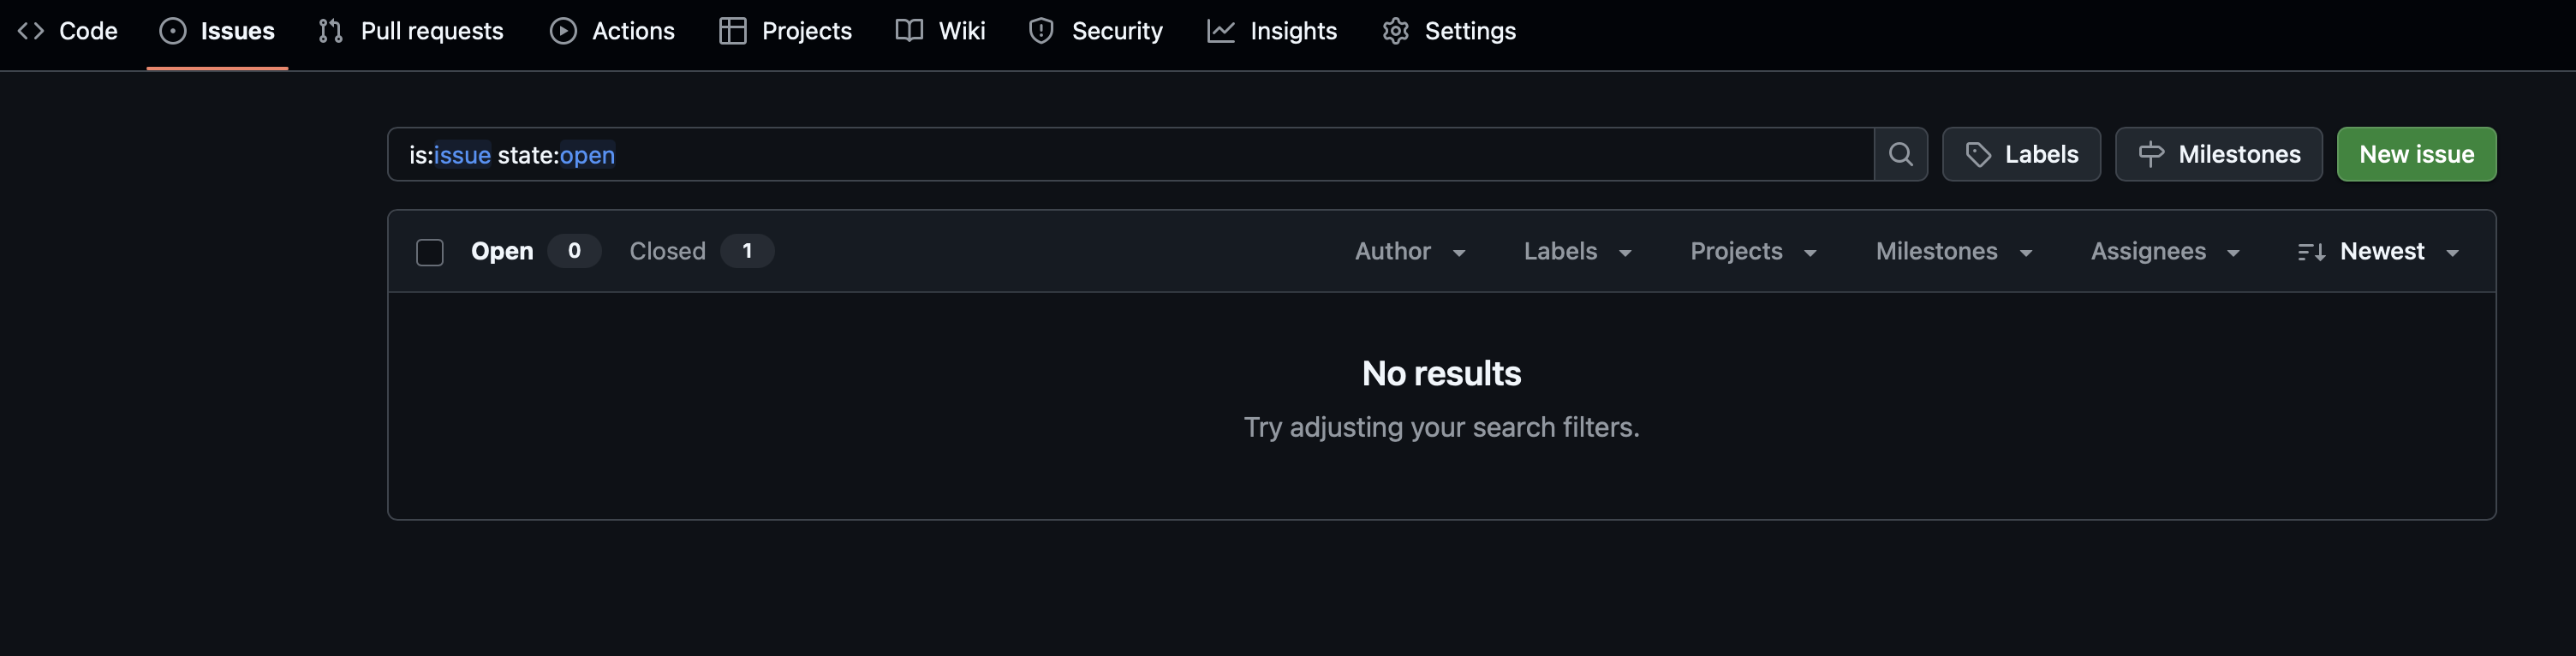 Code Issues Pull requests Actions Projects Wiki Security Insights Settings
is:issue state:open Labels Milestones New issue
Open 0 Closed 1 Author Labels Projects Milestones Assignees Newest
No results
Try adjusting your search filters.